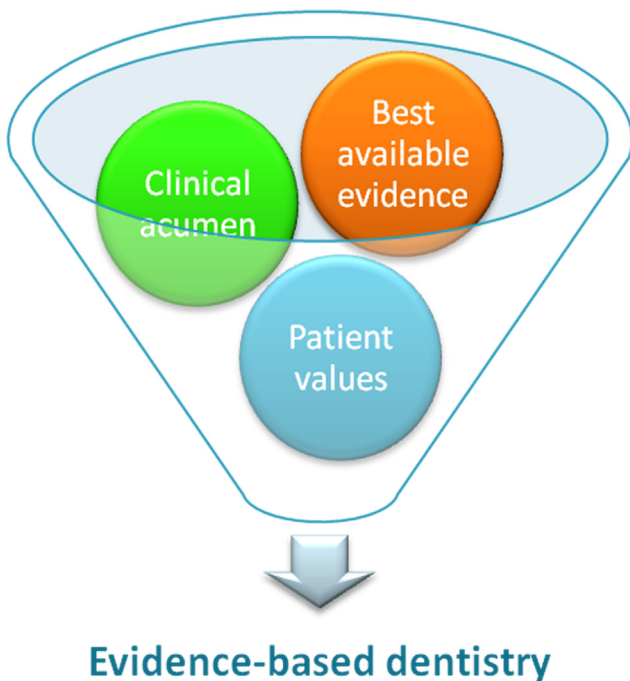 Best
available
evidence
Clinical
acumen
Patient
values
Evidence-based dentistry